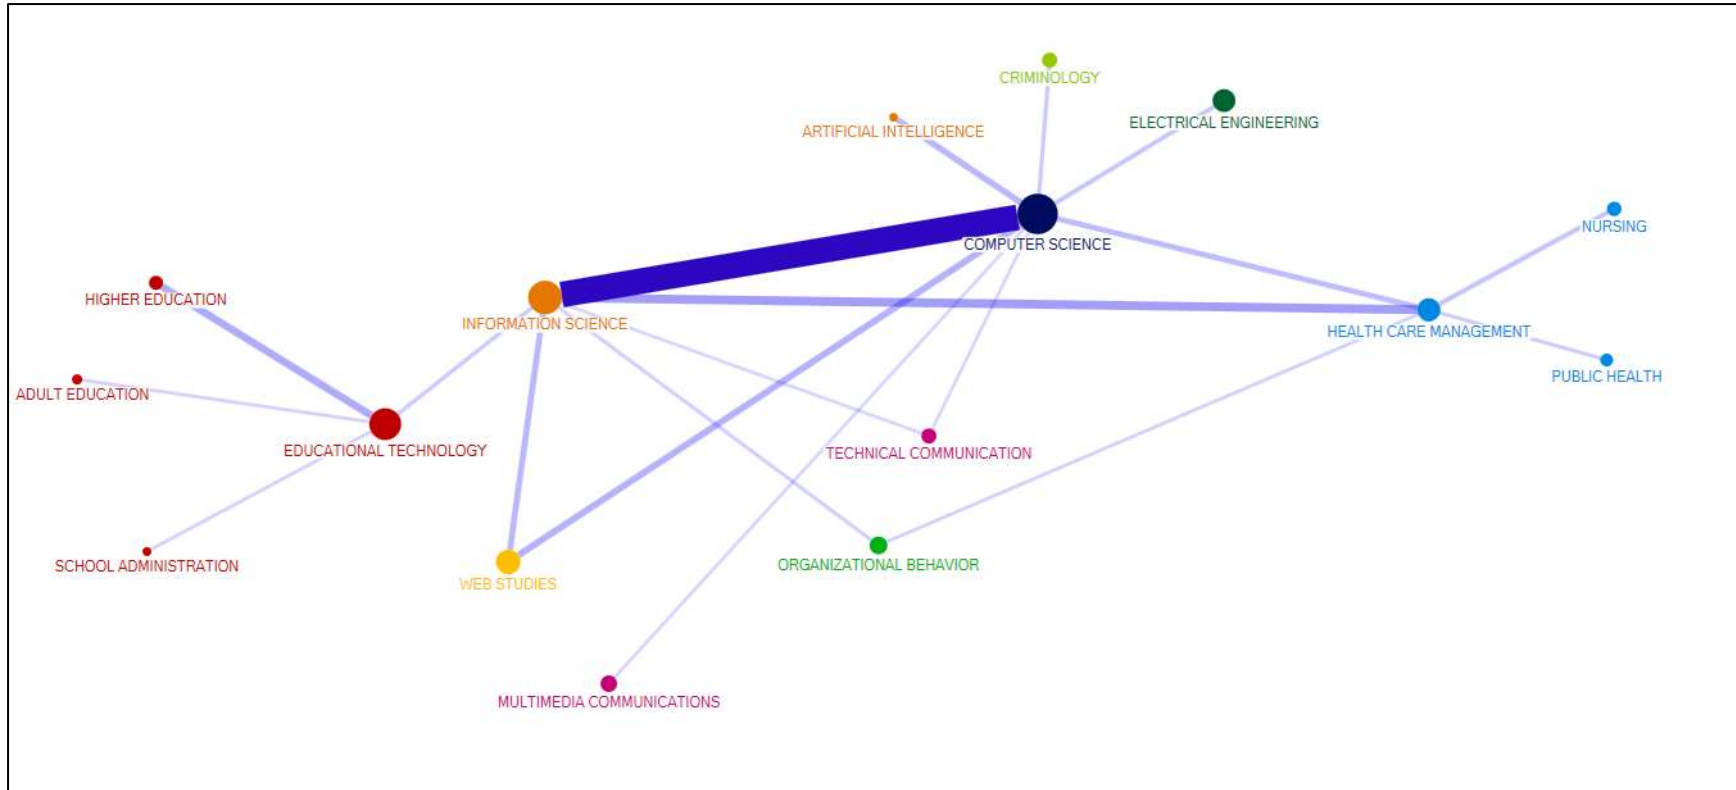 CRIMINOLOGY
ELECTRICAL ENGINEERING
ARTIFICIAL INTELLIGENCE
NURSING
COMPUTER SCIENCE
HIGHER EDUCATION
INFORMATION SCIENCE
HEALTH CARE MANAGEMENT
PUBLIC HEALTH
ADULT EDUCATION
EDUCATIONAL TECHNOLOGY
TECHNICAL COMMUNICATION
SCHOOL ADMINISTRATION
ORGANIZATIONAL BEHAVIOR
WEB STUDIES
MULTIMEDIA COMMUNICATIONS